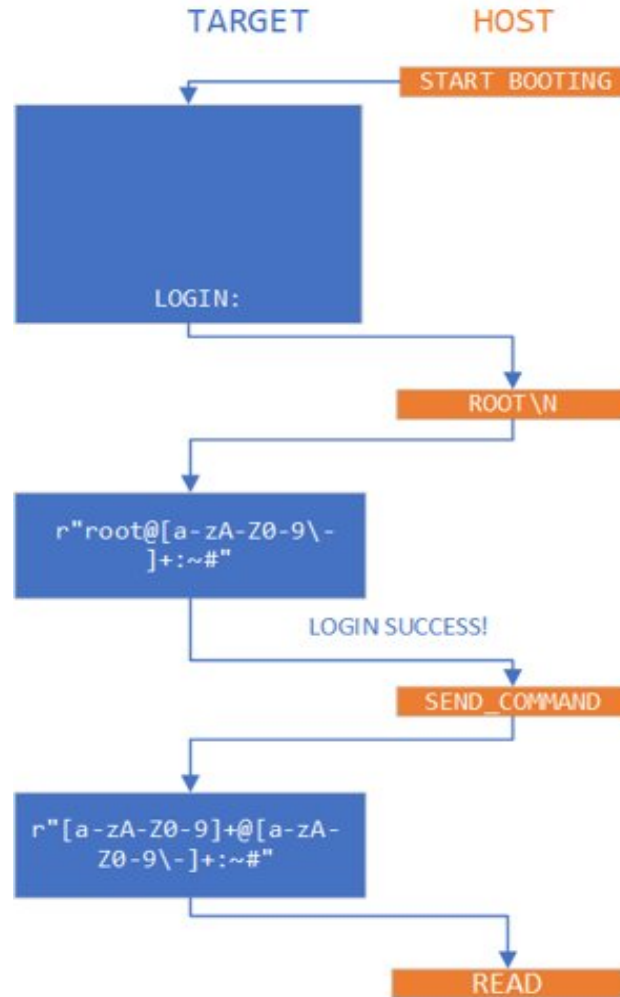 TARGET HOST
START BOOTING
LOGIN:
ROOT\N
r"root@[a-zA-Z0-9\-
]+:~#"
LOGIN SUCCESS!
SEND_COMMAND
r"[a-zA-Z0-9]+@[a-zA-
Z0-9\-]+:~#"
READ